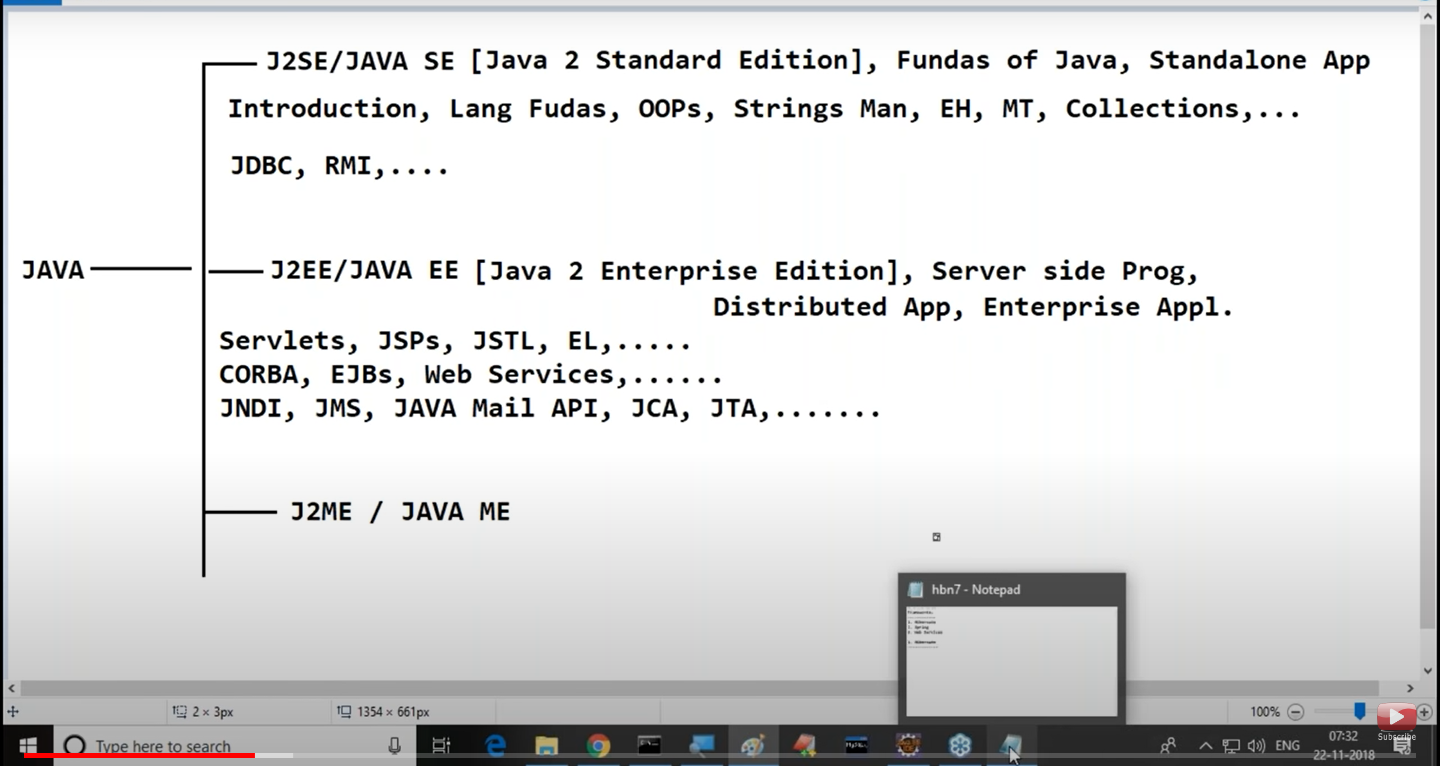 J2SE/JAVA SE [Java 2 Standard Edition], Fundas of Java, Standalone App
Introduction, Lang Fudas, OOPs, Strings Man, EH, MT, Collections,...
JDBC, RMI,....
JAVA
J2EE/JAVA EE [Java 2 Enterprise Edition], Server side Prog,
Distributed App, Enterprise Appl.
Servlets, JSPs, JSTL, EL,.....
CORBA, EJBs, Web Services,......
JNDI, JMS, JAVA Mail API, JCA, JTA,.......
J2ME / JAVA ME
hbn7 - Notepad
2 × 3px
1354 × 661px
100%
Subscribe
Type here to search
ENG
07:32
22-11-2018